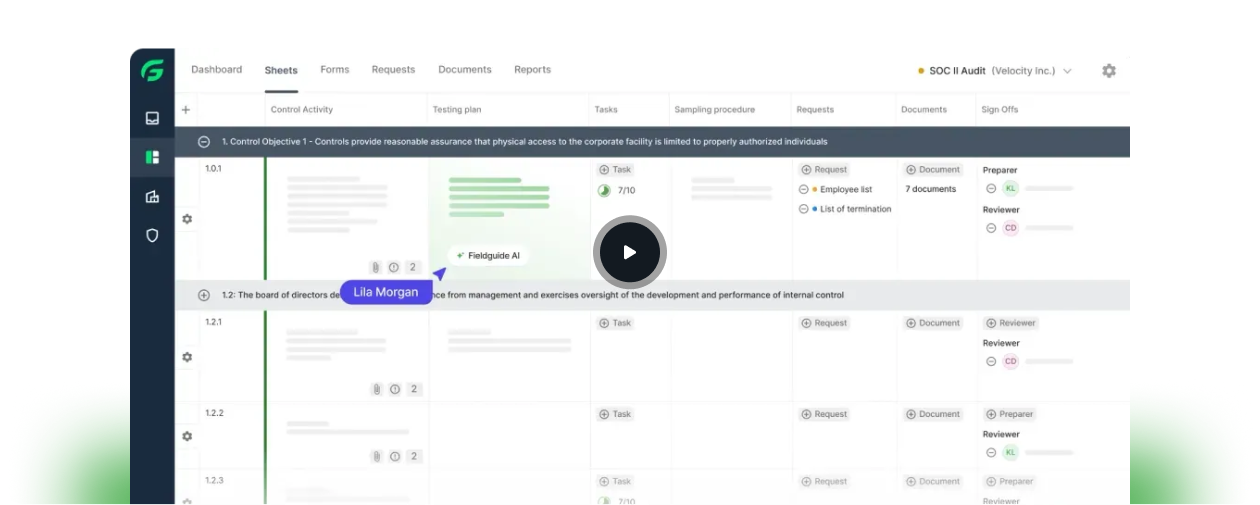 Dashboard Sheets Forms Requests Documents Reports SOC II Audit (Velocity Inc.)
Control Activity Testing plan Tasks Sampling procedure Requests Documents Sign Offs
1. Control Objective 1 - Controls provide reasonable assurance that physical access to the corporate facility is limited to properly authorized individuals
1.0.1 Task Request Document Preparer
7/10 Employee list 7 documents KL
List of termination Reviewer
CD
Fieldguide AI
2
Lila Morgan
1.2: The board of directors de nce from management and exercises oversight of the development and performance of internal control
1.2.1 Task Request Document Reviewer
Reviewer
CD
2
1.2.2 Task Request Document Preparer
Reviewer
KL
2
1.2.3 Task Request Document Preparer
7/10 Reviewer